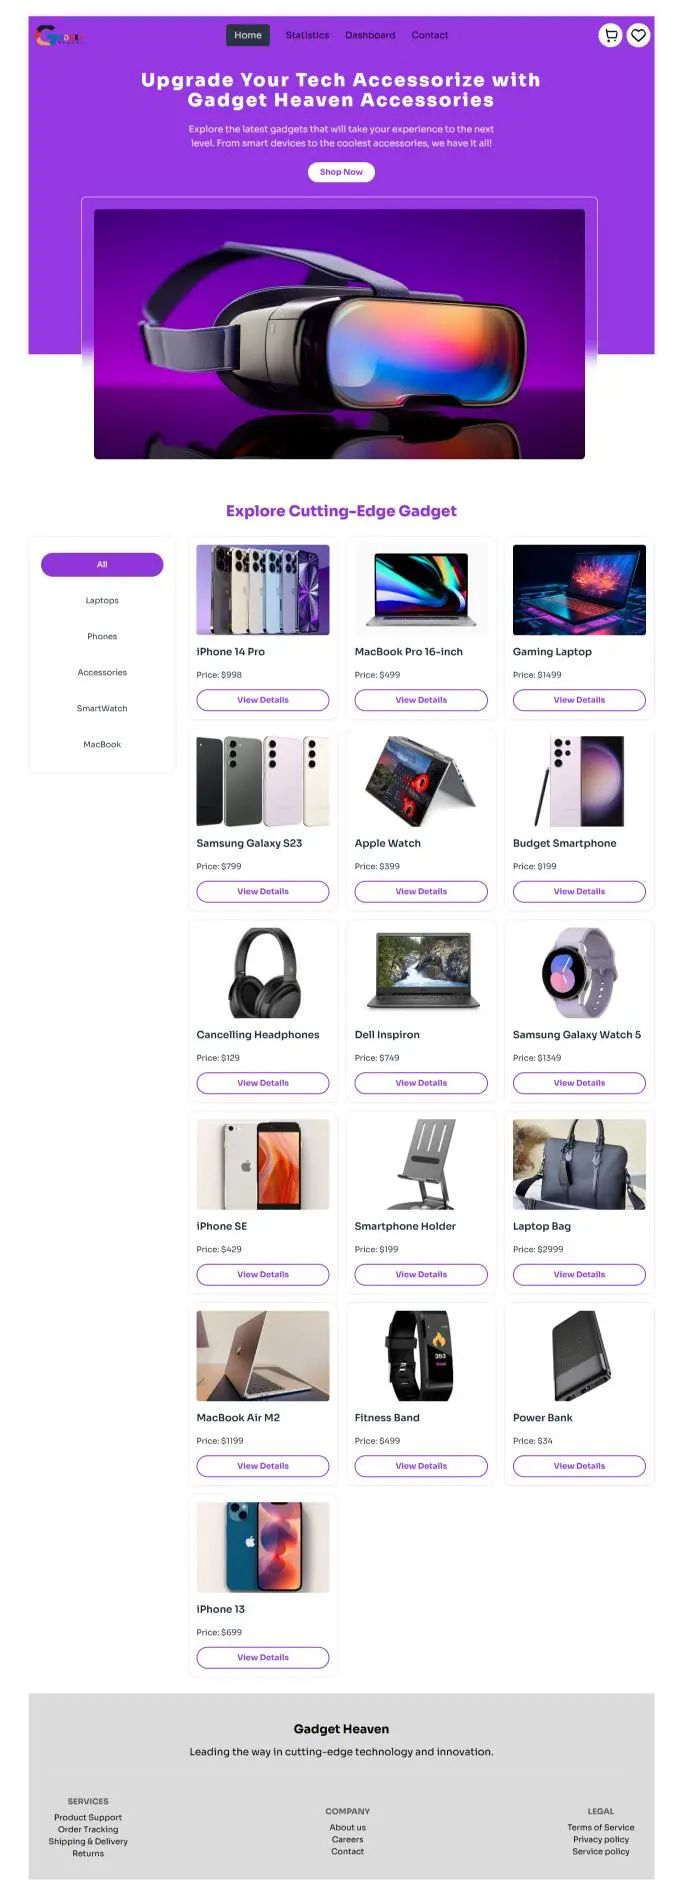 Home
Statistics
Dashboard
Contact
Upgrade Your Tech Accessorize with
Gadget Heaven Accessories
Explore the latest gadgets that will take your experience to the next
level. From smart devices to the coolest accessories, we have it all!
Shop Now
Explore Cutting-Edge Gadget
All
Laptops
Phones
Accessories
SmartWatch
MacBook
iPhone 14 Pro
Price: $998
View Details
MacBook Pro 16-inch
Price: $499
View Details
Gaming Laptop
Price: $1499
View Details
Samsung Galaxy S23
Price: $799
View Details
Apple Watch
Price: $399
View Details
Budget Smartphone
Price: $199
View Details
Cancelling Headphones
Price: $129
View Details
Dell Inspiron
Price: $749
View Details
Samsung Galaxy Watch 5
Price: $1349
View Details
iPhone SE
Price: $429
View Details
Smartphone Holder
Price: $199
View Details
Laptop Bag
Price: $2999
View Details
MacBook Air M2
Price: $1199
View Details
353
Fitness Band
Price: $499
View Details
Power Bank
Price: $34
View Details
iPhone 13
Price: $699
View Details
Gadget Heaven
Leading the way in cutting-edge technology and innovation.
SERVICES
Product Support
Order Tracking
Shipping & Delivery
Returns
COMPANY
About us
Careers
Contact
LEGAL
Terms of Service
Privacy policy
Service policy